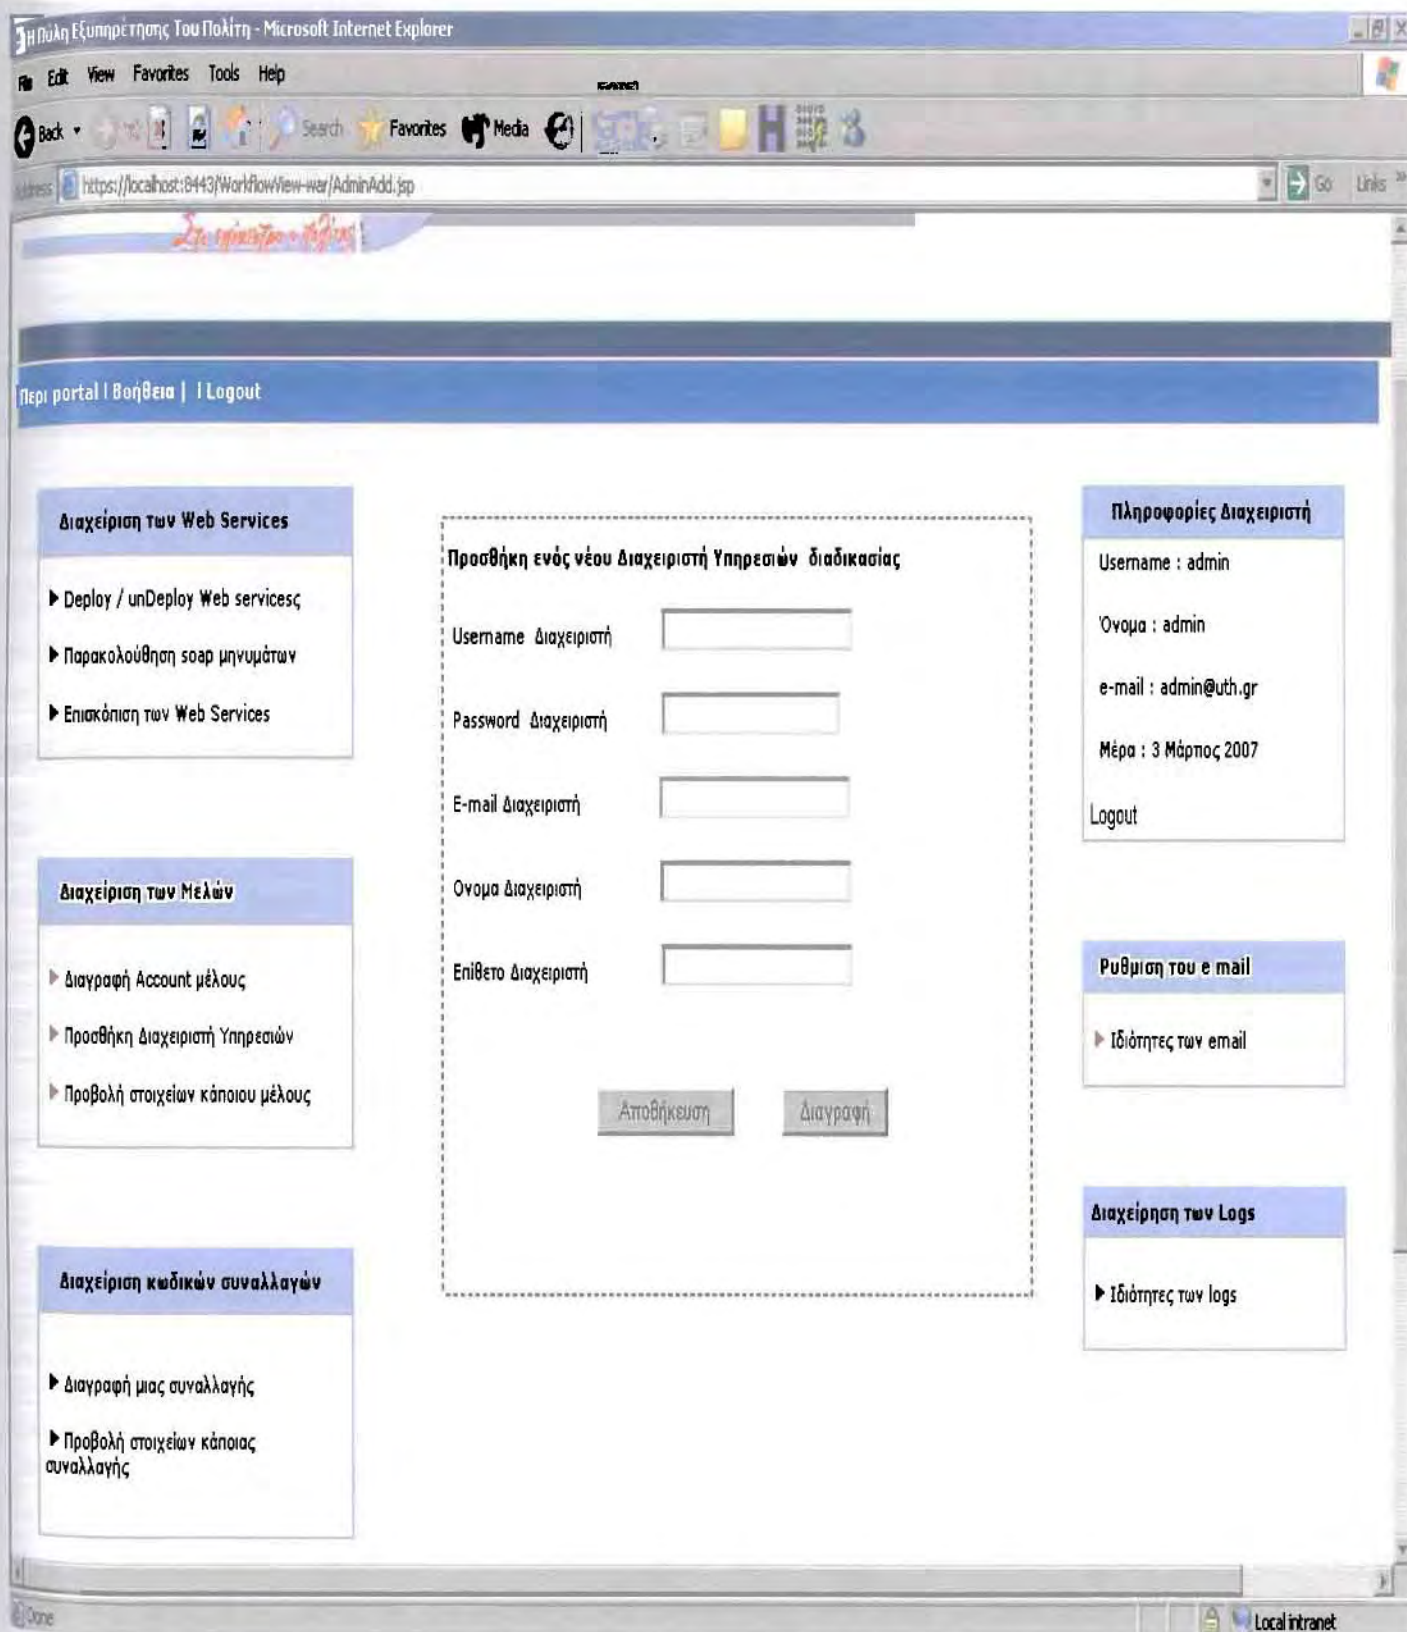 Η Πύλη Εξυπηρέτησης Του Πολίτη - Microsoft Internet Explorer
File Edit View Favorites Tools Help
Back Search Favorites Media
Address https://localhost:8443/WorkflowView-war/AdminAdd.jsp Go Links »
Στο επίκεντρο ο πολίτης
Περι portal | Βοήθεια | | Logout
Διαχείριση των Web Services
▶ Deploy / unDeploy Web servicesς
▶ Παρακολούθηση soap μηνυμάτων
▶ Επισκόπιση των Web Services
Διαχείριση των Μελών
▶ Διαγραφή Account μέλους
▶ Προσθήκη Διαχειριστή Υπηρεσιών
▶ Προβολή στοιχείων κάποιου μέλους
Διαχείριση κωδικών συναλλαγών
▶ Διαγραφή μιας συναλλαγής
▶ Προβολή στοιχείων κάποιας
συναλλαγής
Προσθήκη ενός νέου Διαχειριστή Υπηρεσιών διαδικασίας
Username Διαχειριστή
Password Διαχειριστή
E-mail Διαχειριστή
Ονομα Διαχειριστή
Επίθετο Διαχειριστή
Αποθήκευση Διαγραφή
Πληροφορίες Διαχειριστή
Username : admin
Όνομα : admin
e-mail : admin@uth.gr
Μέρα : 3 Μάρτιος 2007
Logout
Ρυθμιση του e mail
▶ Ιδιότητες των email
Διαχείρηση των Logs
▶ Ιδιότητες των logs
Done
Local intranet